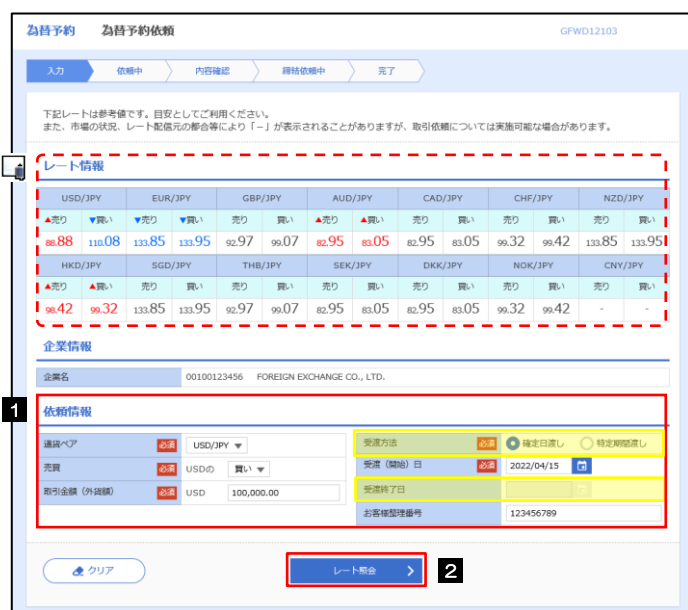 為替予約 為替予約依頼 GFWD12103
入力 依頼中 内容確認 締結依頼中 完了
下記レートは参考値です。目安としてご利用ください。
また、市場の状況、レート配信元の都合等により「－」が表示されることがありますが、取引依頼については実施可能な場合があります。
レート情報
USD/JPY EUR/JPY GBP/JPY AUD/JPY CAD/JPY CHF/JPY NZD/JPY
▲売り ▼買い ▼売り ▼買い 売り 買い ▲売り ▲買い 売り 買い 売り 買い 売り 買い
88.88 110.08 133.85 133.95 92.97 99.07 82.95 83.05 82.95 83.05 99.32 99.42 133.85 133.95
HKD/JPY SGD/JPY THB/JPY SEK/JPY DKK/JPY NOK/JPY CNY/JPY
▲売り ▲買い 売り 買い 売り 買い 売り 買い 売り 買い 売り 買い 売り 買い
98.42 99.32 133.85 133.95 92.97 99.07 82.95 83.05 82.95 83.05 99.32 99.42 - -
企業情報
企業名 00100123456 FOREIGN EXCHANGE CO., LTD.
1
依頼情報
通貨ペア 必須 USD/JPY ▼ 受渡方法 必須 確定日渡し 特定期間渡し
売買 必須 USDの 買い ▼ 受渡（開始）日 必須 2022/04/15
取引金額（外貨額） 必須 USD 100,000.00 受渡終了日
お客様整理番号 123456789
クリア レート照会 2